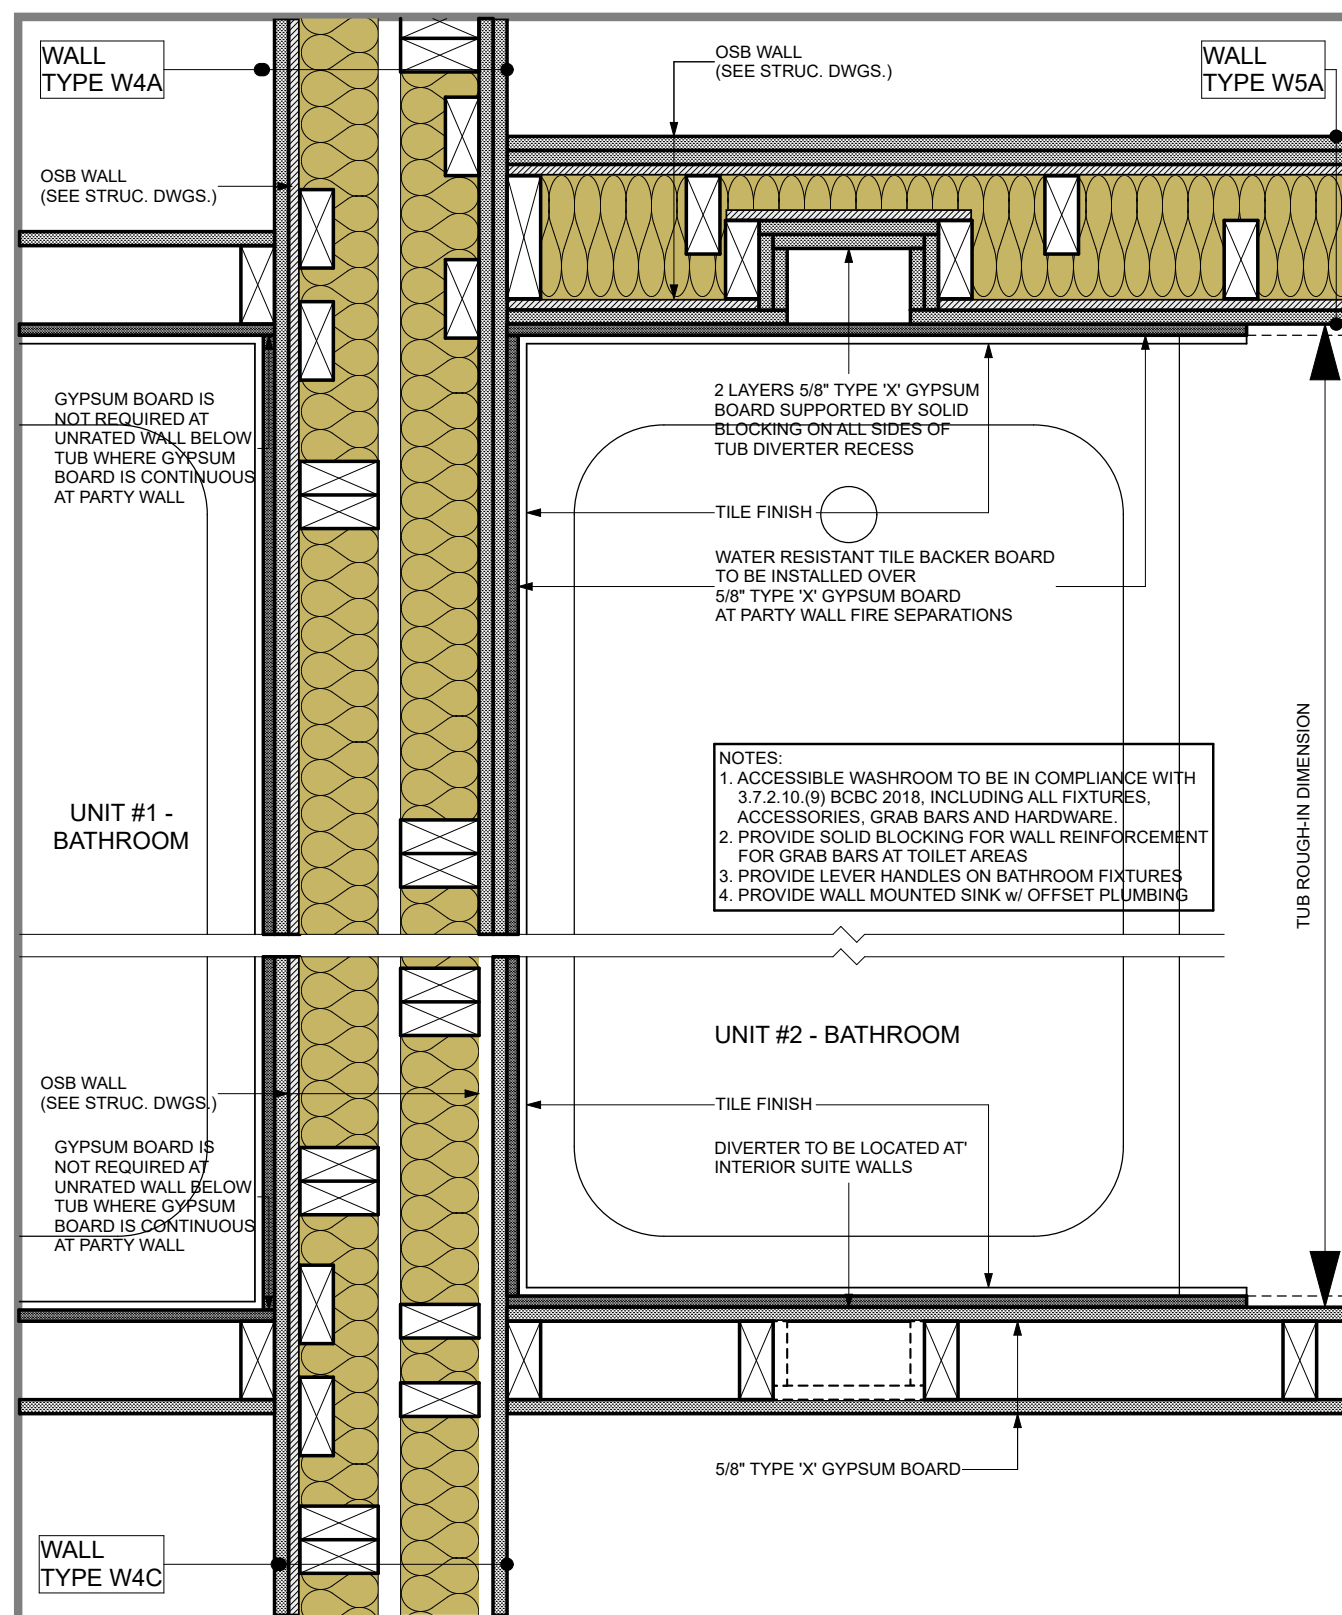 WALL
TYPE W4A
OSB WALL
(SEE STRUC. DWGS.)
WALL
TYPE W5A
OSB WALL
(SEE STRUC. DWGS.)
GYPSUM BOARD IS
NOT REQUIRED AT
UNRATED WALL BELOW
TUB WHERE GYPSUM
BOARD IS CONTINUOUS
AT PARTY WALL
2 LAYERS 5/8" TYPE 'X' GYPSUM
BOARD SUPPORTED BY SOLID
BLOCKING ON ALL SIDES OF
TUB DIVERTER RECESS
TILE FINISH
WATER RESISTANT TILE BACKER BOARD
TO BE INSTALLED OVER
5/8" TYPE 'X' GYPSUM BOARD
AT PARTY WALL FIRE SEPARATIONS
TUB ROUGH-IN DIMENSION
NOTES:
1. ACCESSIBLE WASHROOM TO BE IN COMPLIANCE WITH
3.7.2.10.(9) BCBC 2018, INCLUDING ALL FIXTURES,
ACCESSORIES, GRAB BARS AND HARDWARE.
2. PROVIDE SOLID BLOCKING FOR WALL REINFORCEMENT
FOR GRAB BARS AT TOILET AREAS
3. PROVIDE LEVER HANDLES ON BATHROOM FIXTURES
4. PROVIDE WALL MOUNTED SINK w/ OFFSET PLUMBING
UNIT #1 -
BATHROOM
UNIT #2 - BATHROOM
OSB WALL
(SEE STRUC. DWGS.)
TILE FINISH
GYPSUM BOARD IS
NOT REQUIRED AT
UNRATED WALL BELOW
TUB WHERE GYPSUM
BOARD IS CONTINUOUS
AT PARTY WALL
DIVERTER TO BE LOCATED AT'
INTERIOR SUITE WALLS
5/8" TYPE 'X' GYPSUM BOARD
WALL
TYPE W4C